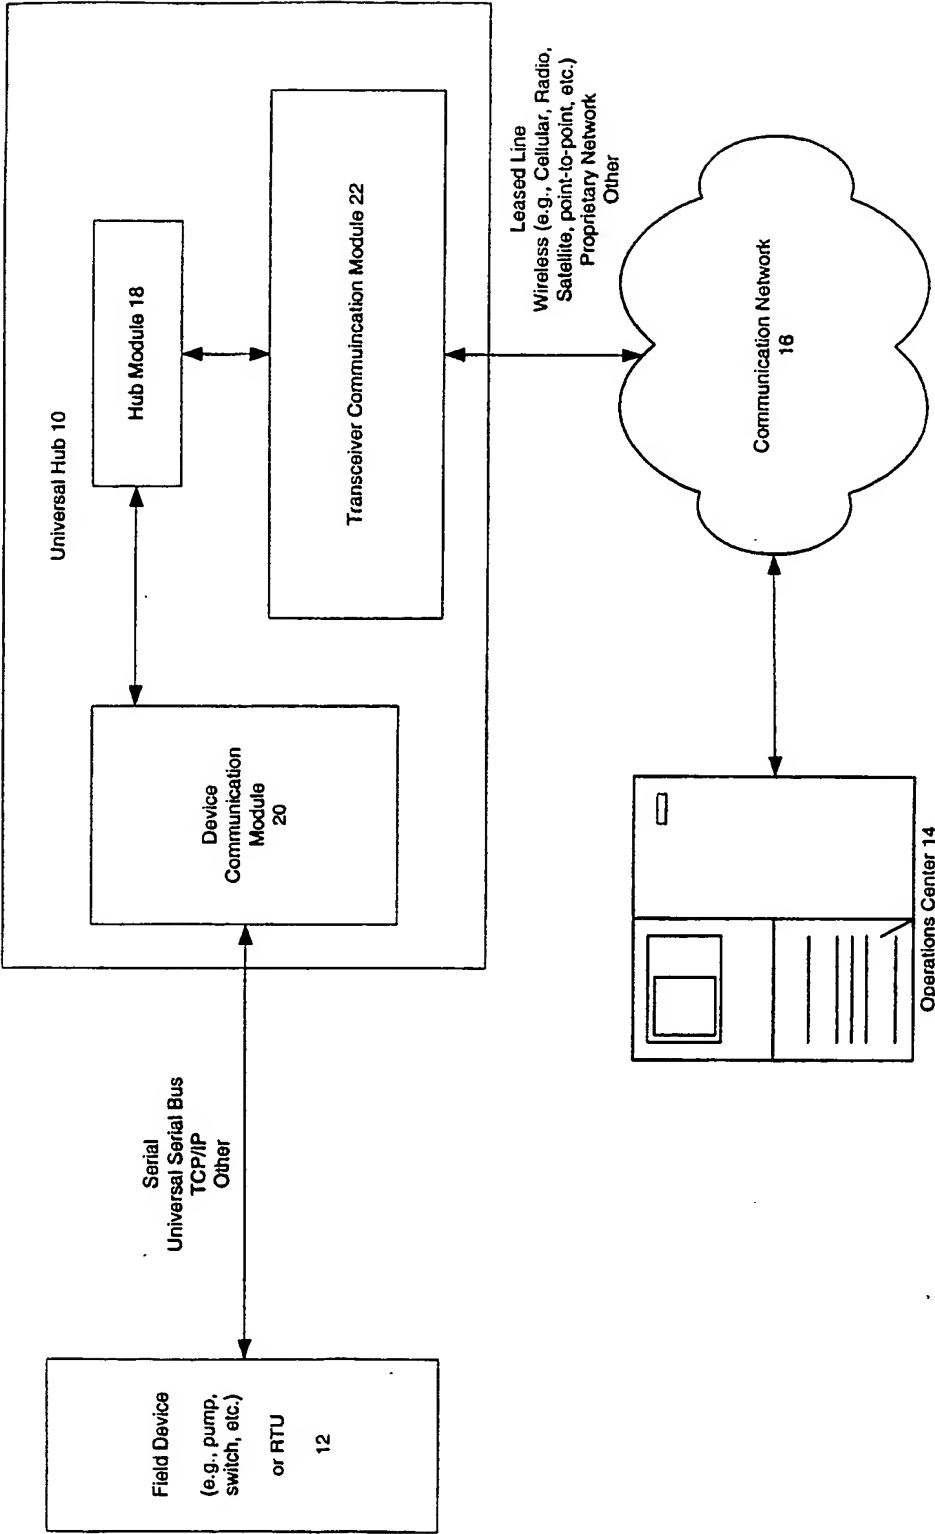 Universal Hub 10
Hub Module 18
Transceiver Commuincation Module 22
Device
Communication
Module
20
Serial
Universal Serial Bus
TCP/IP
Other
Field Device
(e.g., pump,
switch, etc.)
or RTU
12
Leased Line
Wireless (e.g., Cellular, Radio,
Satellite, point-to-point, etc.)
Proprietary Network
Other
Communication Network
16
Operations Center 14